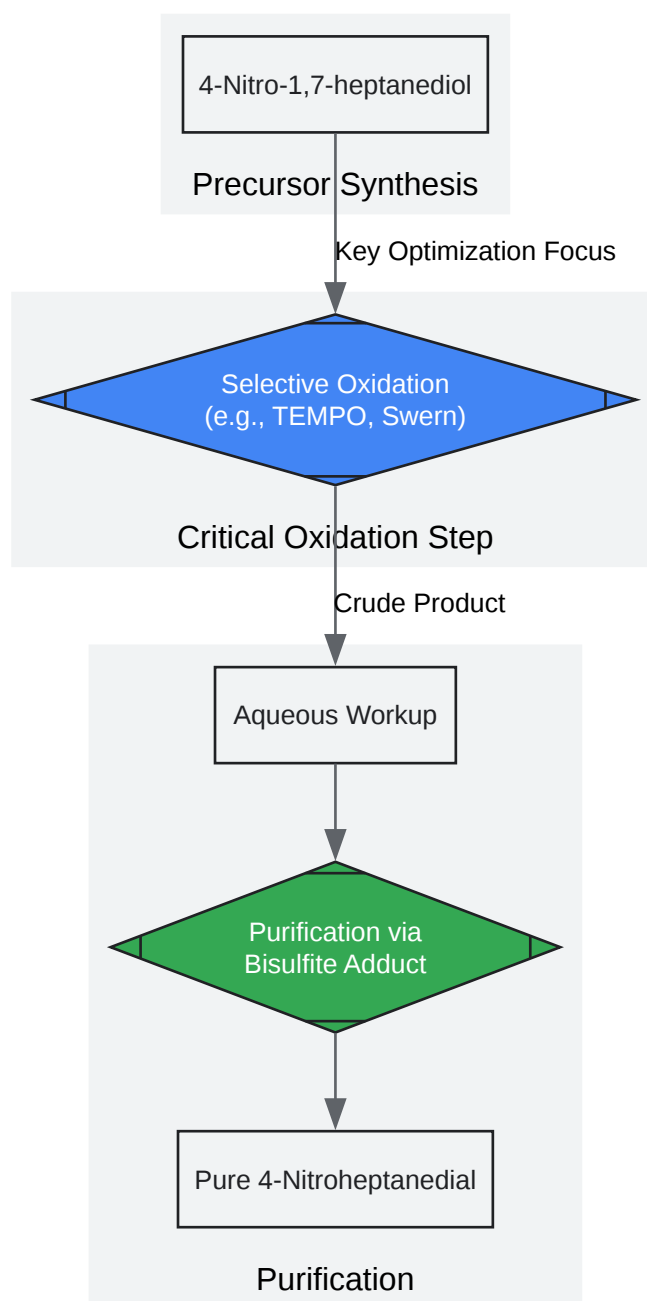 4-Nitro-1,7-heptanediol
Precursor Synthesis
Key Optimization Focus
Selective Oxidation
(e.g., TEMPO, Swern)
Critical Oxidation Step
Crude Product
Aqueous Workup
Purification via
Bisulfite Adduct
Pure 4-Nitroheptanedial
Purification